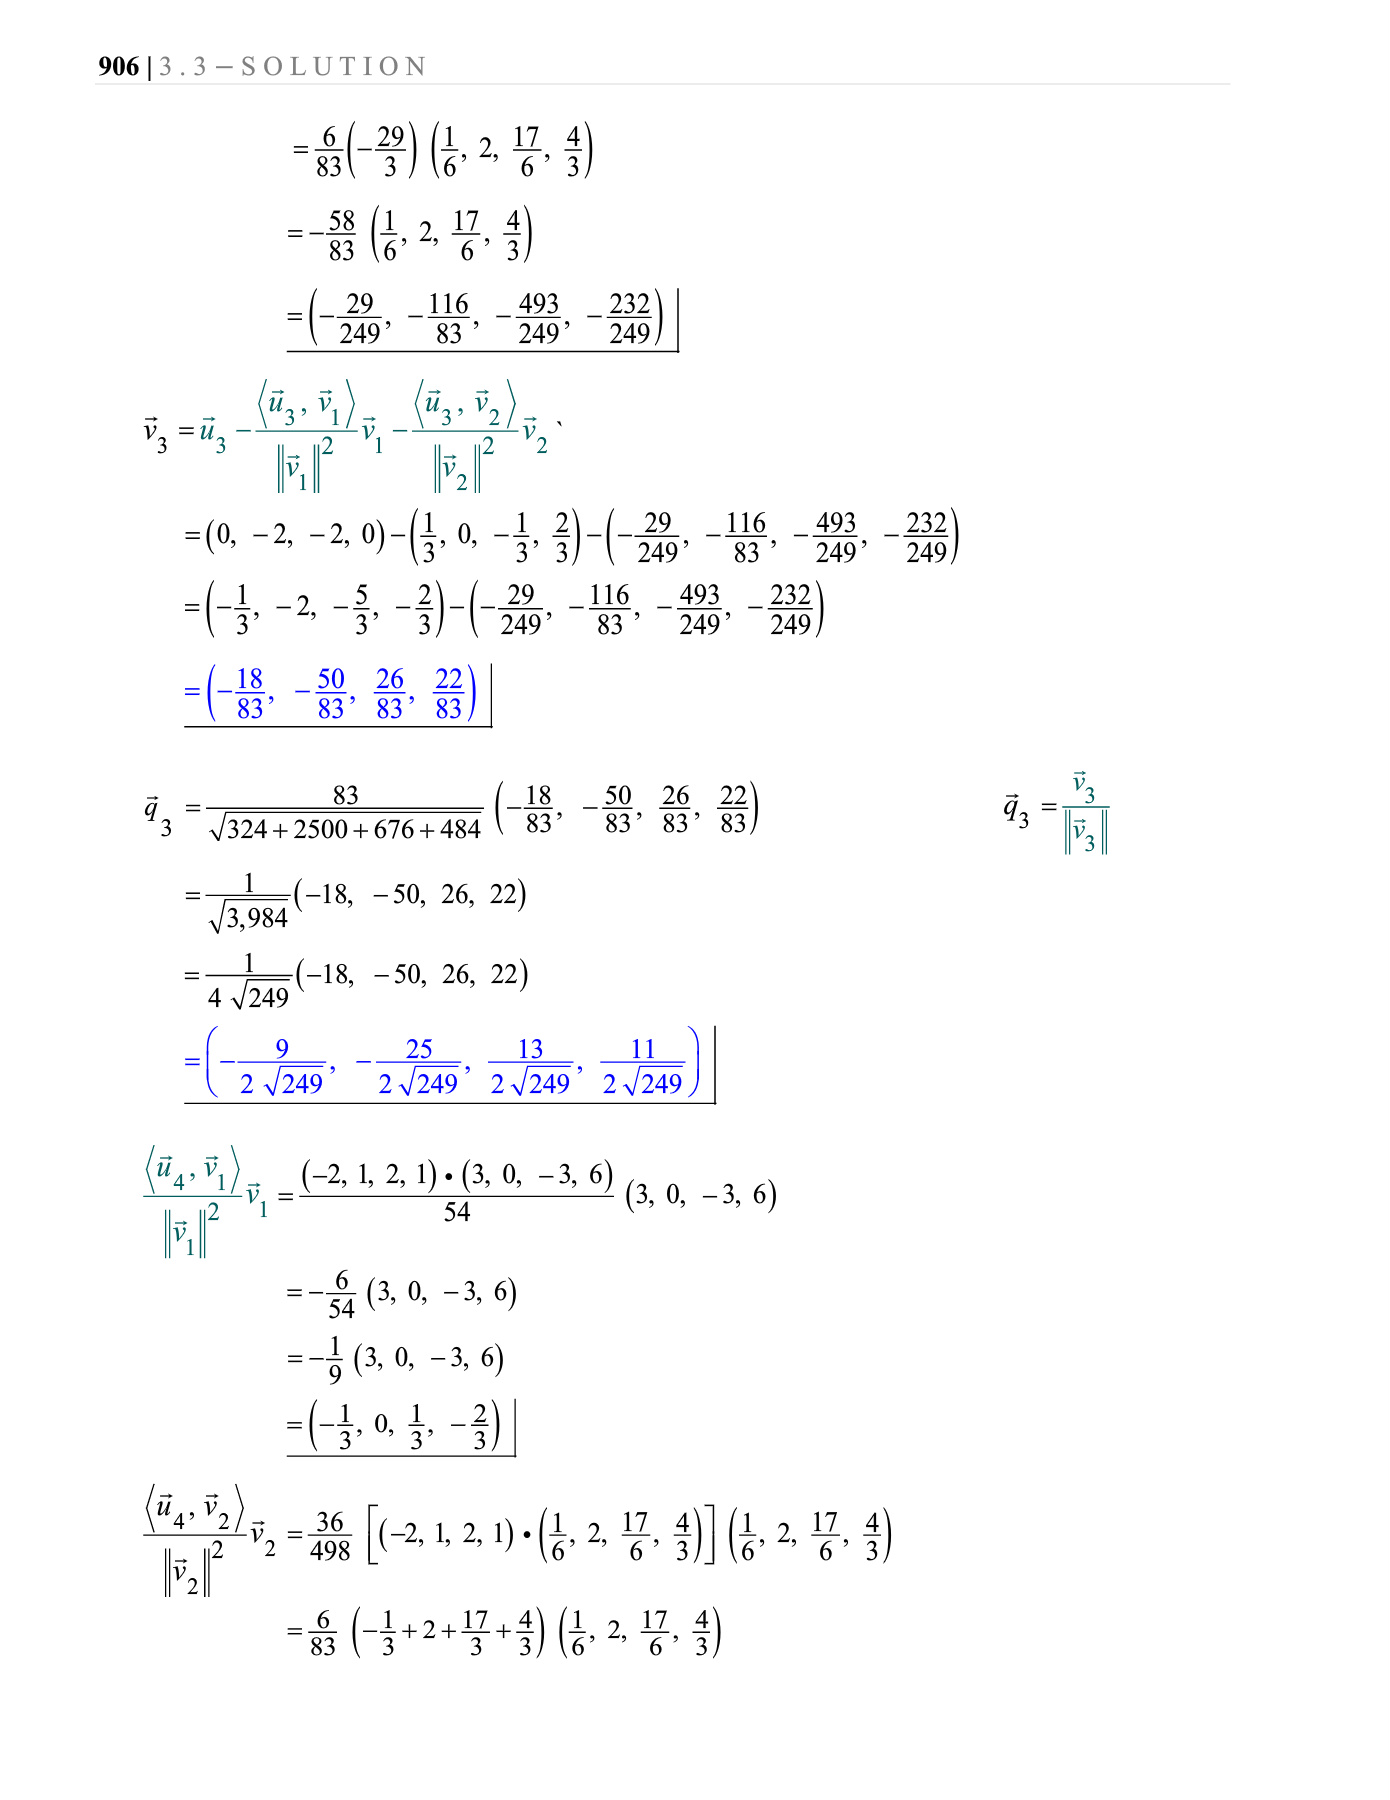 906 | 3.3 – SOLUTION
= \frac{6}{83} \left( -\frac{29}{3} \right) \left( \frac{1}{6}, 2, \frac{17}{6}, \frac{4}{3} \right)
= -\frac{58}{83} \left( \frac{1}{6}, 2, \frac{17}{6}, \frac{4}{3} \right)
= \left( -\frac{29}{249}, -\frac{116}{83}, -\frac{493}{249}, -\frac{232}{249} \right)
\vec{v}_3 = \vec{u}_3 - \frac{\langle \vec{u}_3, \vec{v}_1 \rangle}{\|\vec{v}_1\|^2} \vec{v}_1 - \frac{\langle \vec{u}_3, \vec{v}_2 \rangle}{\|\vec{v}_2\|^2} \vec{v}_2 `
= (0, -2, -2, 0) - \left( \frac{1}{3}, 0, -\frac{1}{3}, \frac{2}{3} \right) - \left( -\frac{29}{249}, -\frac{116}{83}, -\frac{493}{249}, -\frac{232}{249} \right)
= \left( -\frac{1}{3}, -2, -\frac{5}{3}, -\frac{2}{3} \right) - \left( -\frac{29}{249}, -\frac{116}{83}, -\frac{493}{249}, -\frac{232}{249} \right)
= \left( -\frac{18}{83}, -\frac{50}{83}, \frac{26}{83}, \frac{22}{83} \right)
\vec{q}_3 = \frac{83}{\sqrt{324+2500+676+484}} \left( -\frac{18}{83}, -\frac{50}{83}, \frac{26}{83}, \frac{22}{83} \right) \vec{q}_3 = \frac{\vec{v}_3}{\|\vec{v}_3\|}
= \frac{1}{\sqrt{3,984}} (-18, -50, 26, 22)
= \frac{1}{4\sqrt{249}} (-18, -50, 26, 22)
= \left( -\frac{9}{2\sqrt{249}}, -\frac{25}{2\sqrt{249}}, \frac{13}{2\sqrt{249}}, \frac{11}{2\sqrt{249}} \right)
\frac{\langle \vec{u}_4, \vec{v}_1 \rangle}{\|\vec{v}_1\|^2} \vec{v}_1 = \frac{(-2, 1, 2, 1) \bullet (3, 0, -3, 6)}{54} (3, 0, -3, 6)
= -\frac{6}{54} (3, 0, -3, 6)
= -\frac{1}{9} (3, 0, -3, 6)
= \left( -\frac{1}{3}, 0, \frac{1}{3}, -\frac{2}{3} \right)
\frac{\langle \vec{u}_4, \vec{v}_2 \rangle}{\|\vec{v}_2\|^2} \vec{v}_2 = \frac{36}{498} \left[ (-2, 1, 2, 1) \bullet \left( \frac{1}{6}, 2, \frac{17}{6}, \frac{4}{3} \right) \right] \left( \frac{1}{6}, 2, \frac{17}{6}, \frac{4}{3} \right)
= \frac{6}{83} \left( -\frac{1}{3} + 2 + \frac{17}{3} + \frac{4}{3} \right) \left( \frac{1}{6}, 2, \frac{17}{6}, \frac{4}{3} \right)